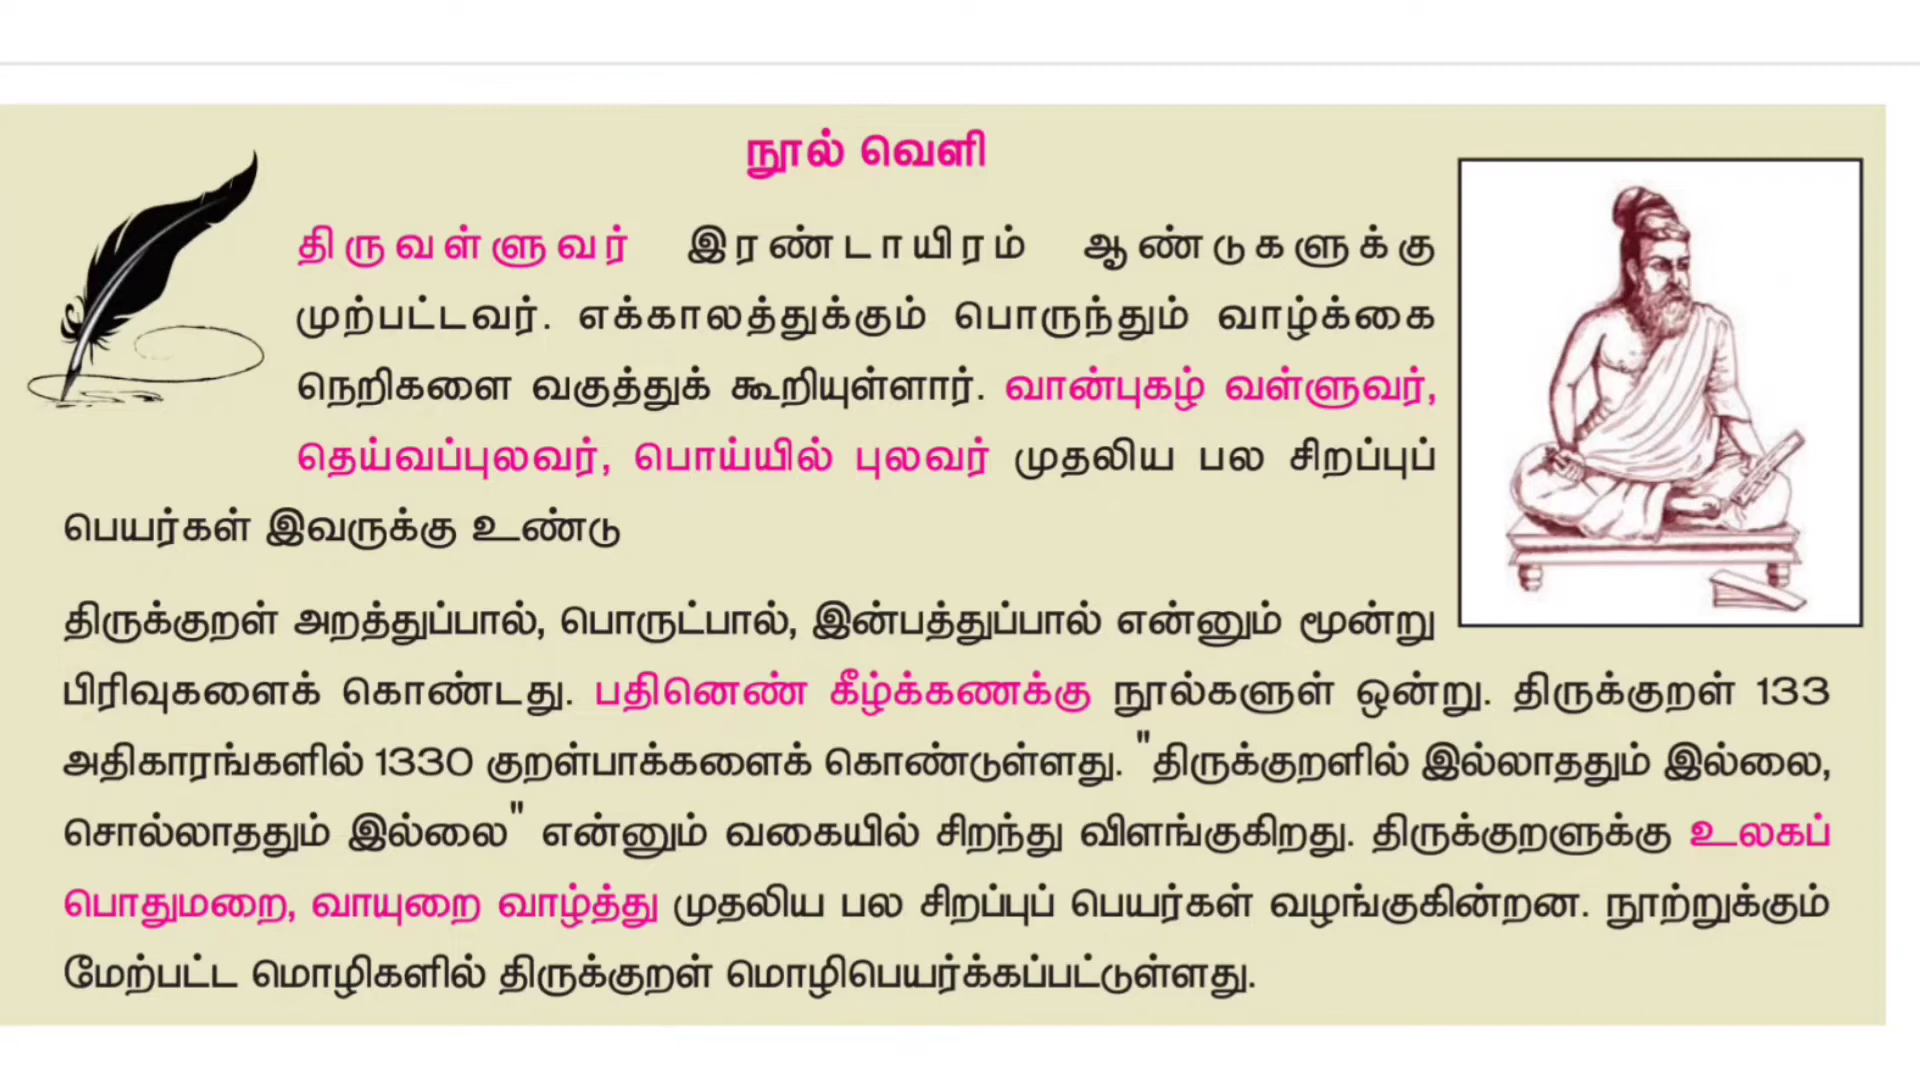 நூல் வெளி
திருவள்ளுவர் இரண்டாயிரம் ஆண்டுகளுக்கு
முற்பட்டவர். எக்காலத்துக்கும் பொருந்தும் வாழ்க்கை
நெறிகளை வகுத்துக் கூறியுள்ளார். வான்புகழ் வள்ளுவர்,
தெய்வப்புலவர், பொய்யில் புலவர் முதலிய பல சிறப்புப்
பெயர்கள் இவருக்கு உண்டு
திருக்குறள் அறத்துப்பால், பொருட்பால், இன்பத்துப்பால் என்னும் மூன்று
பிரிவுகளைக் கொண்டது. பதினெண் கீழ்க்கணக்கு நூல்களுள் ஒன்று. திருக்குறள் 133
அதிகாரங்களில் 1330 குறள்பாக்களைக் கொண்டுள்ளது. "திருக்குறளில் இல்லாததும் இல்லை,
சொல்லாததும் இல்லை" என்னும் வகையில் சிறந்து விளங்குகிறது. திருக்குறளுக்கு உலகப்
பொதுமறை, வாயுறை வாழ்த்து முதலிய பல சிறப்புப் பெயர்கள் வழங்குகின்றன. நூற்றுக்கும்
மேற்பட்ட மொழிகளில் திருக்குறள் மொழிபெயர்க்கப்பட்டுள்ளது.